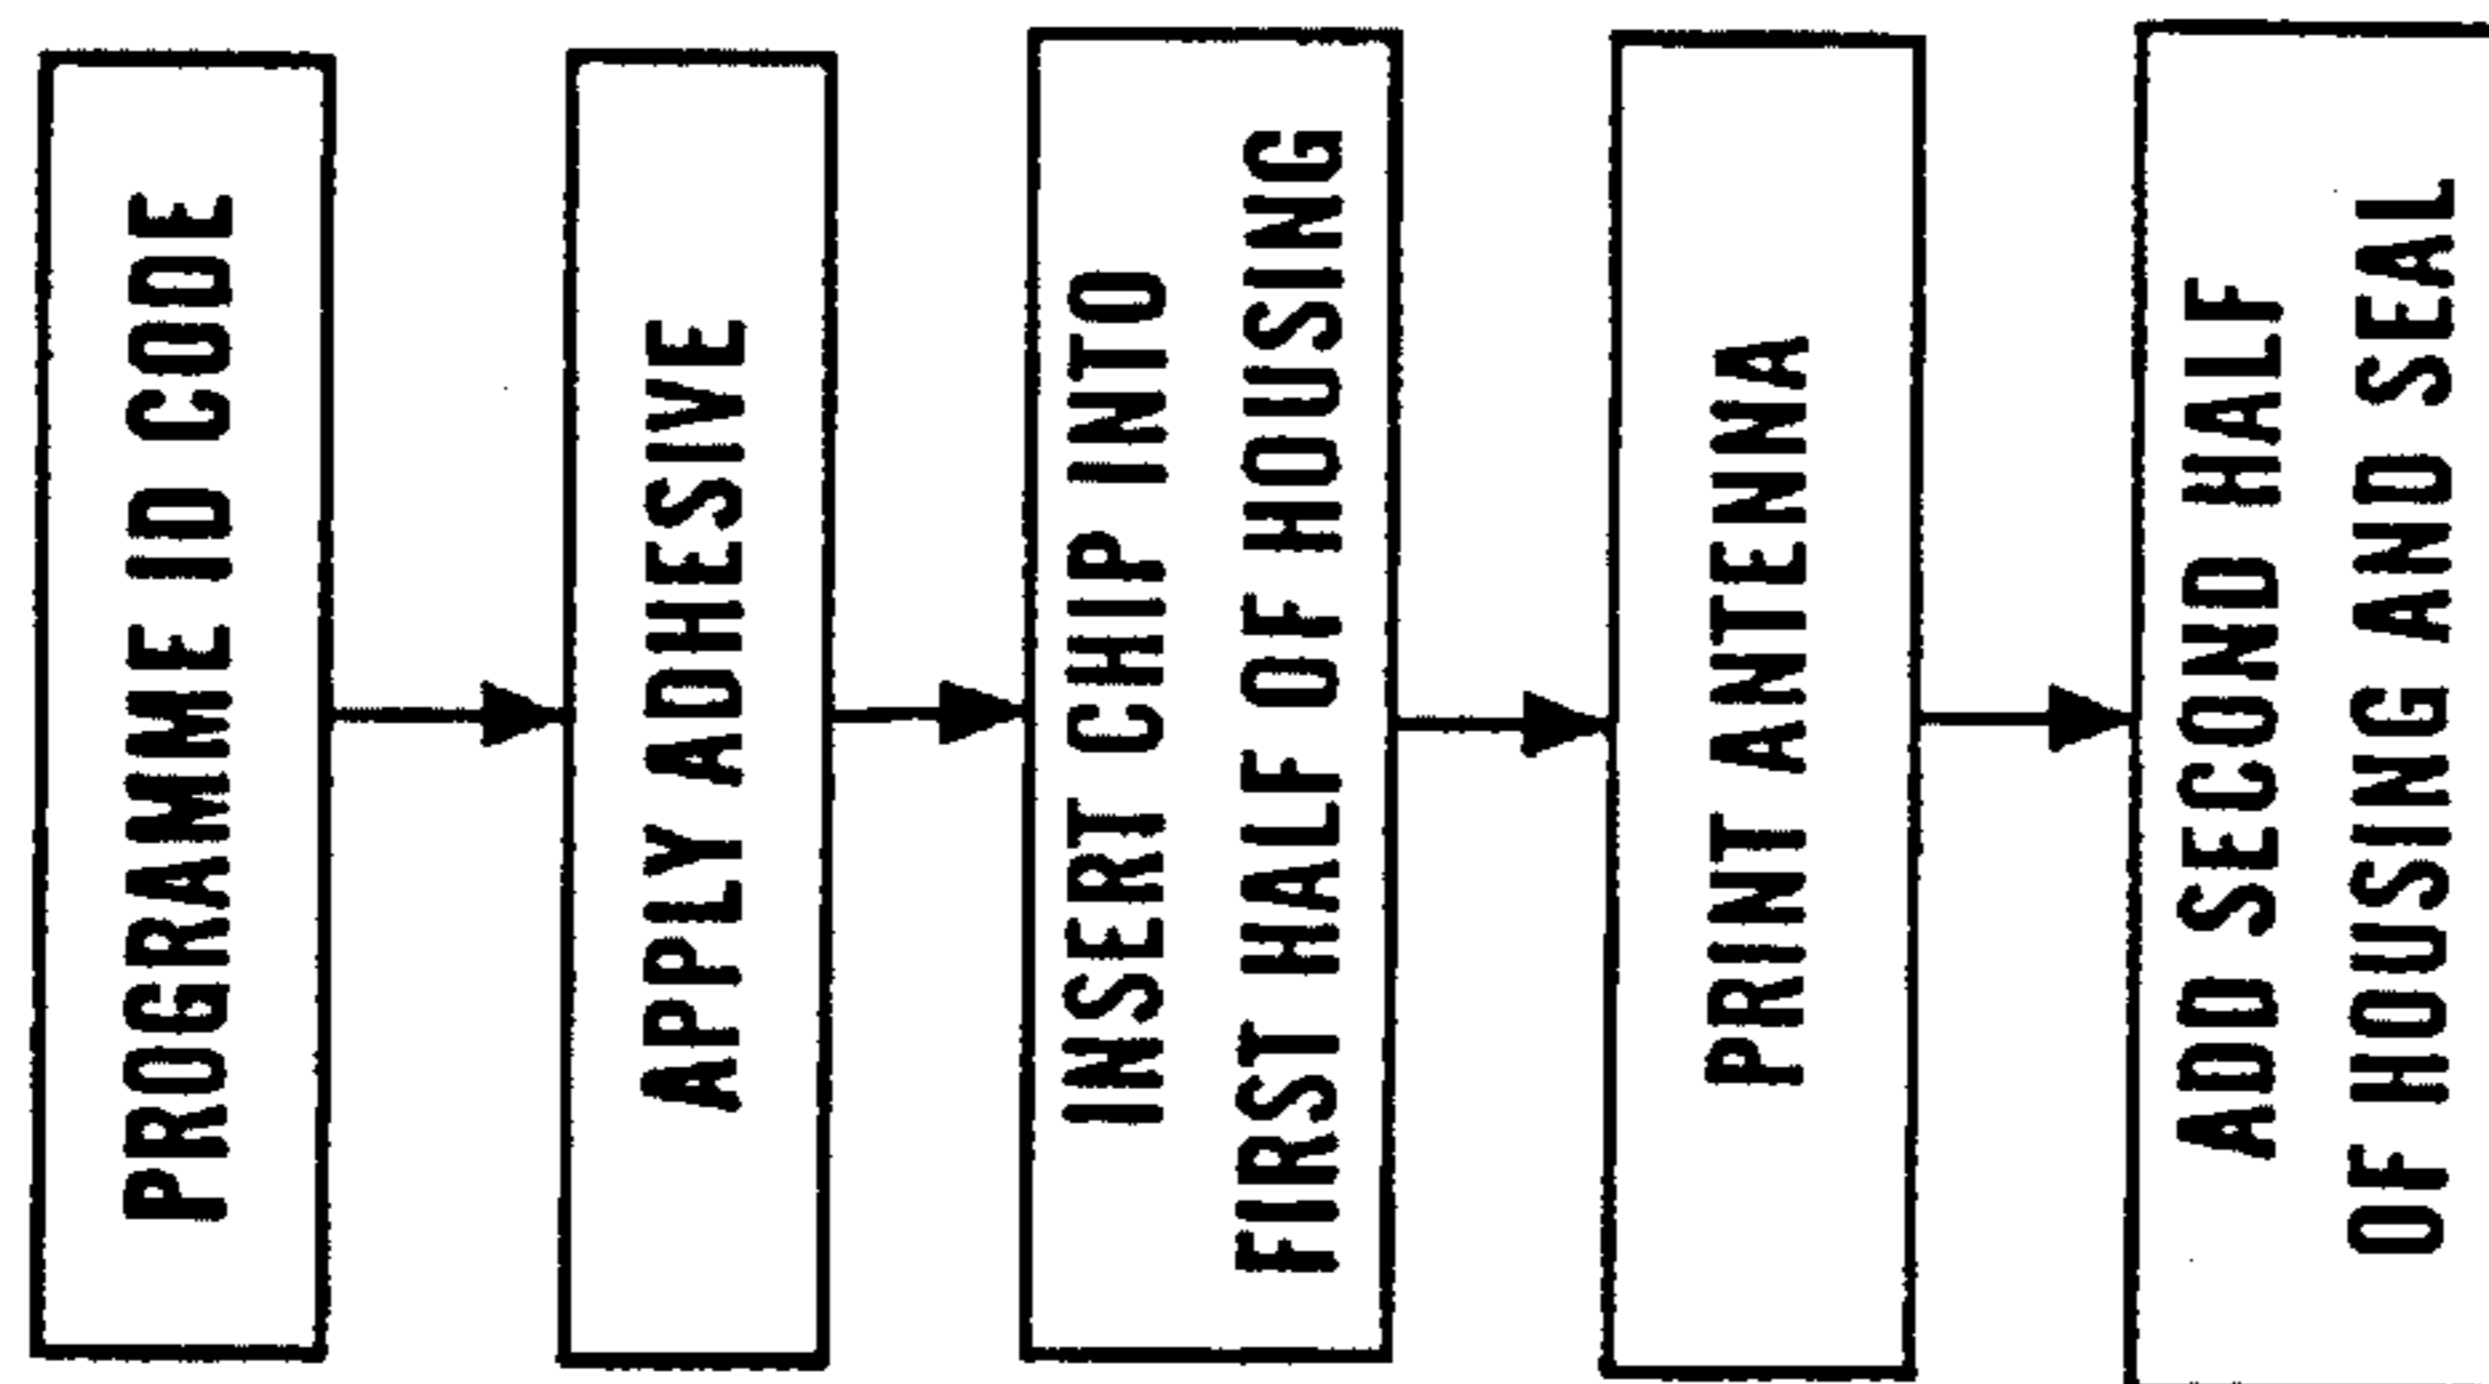 PROGRAMME ID CODE
APPLY ADHESIVE
INSERT CHIP INTO
FIRST HALF OF HOUSING
PRINT ANTENNA
ADD SECOND HALF
OF HOUSING AND SEAL